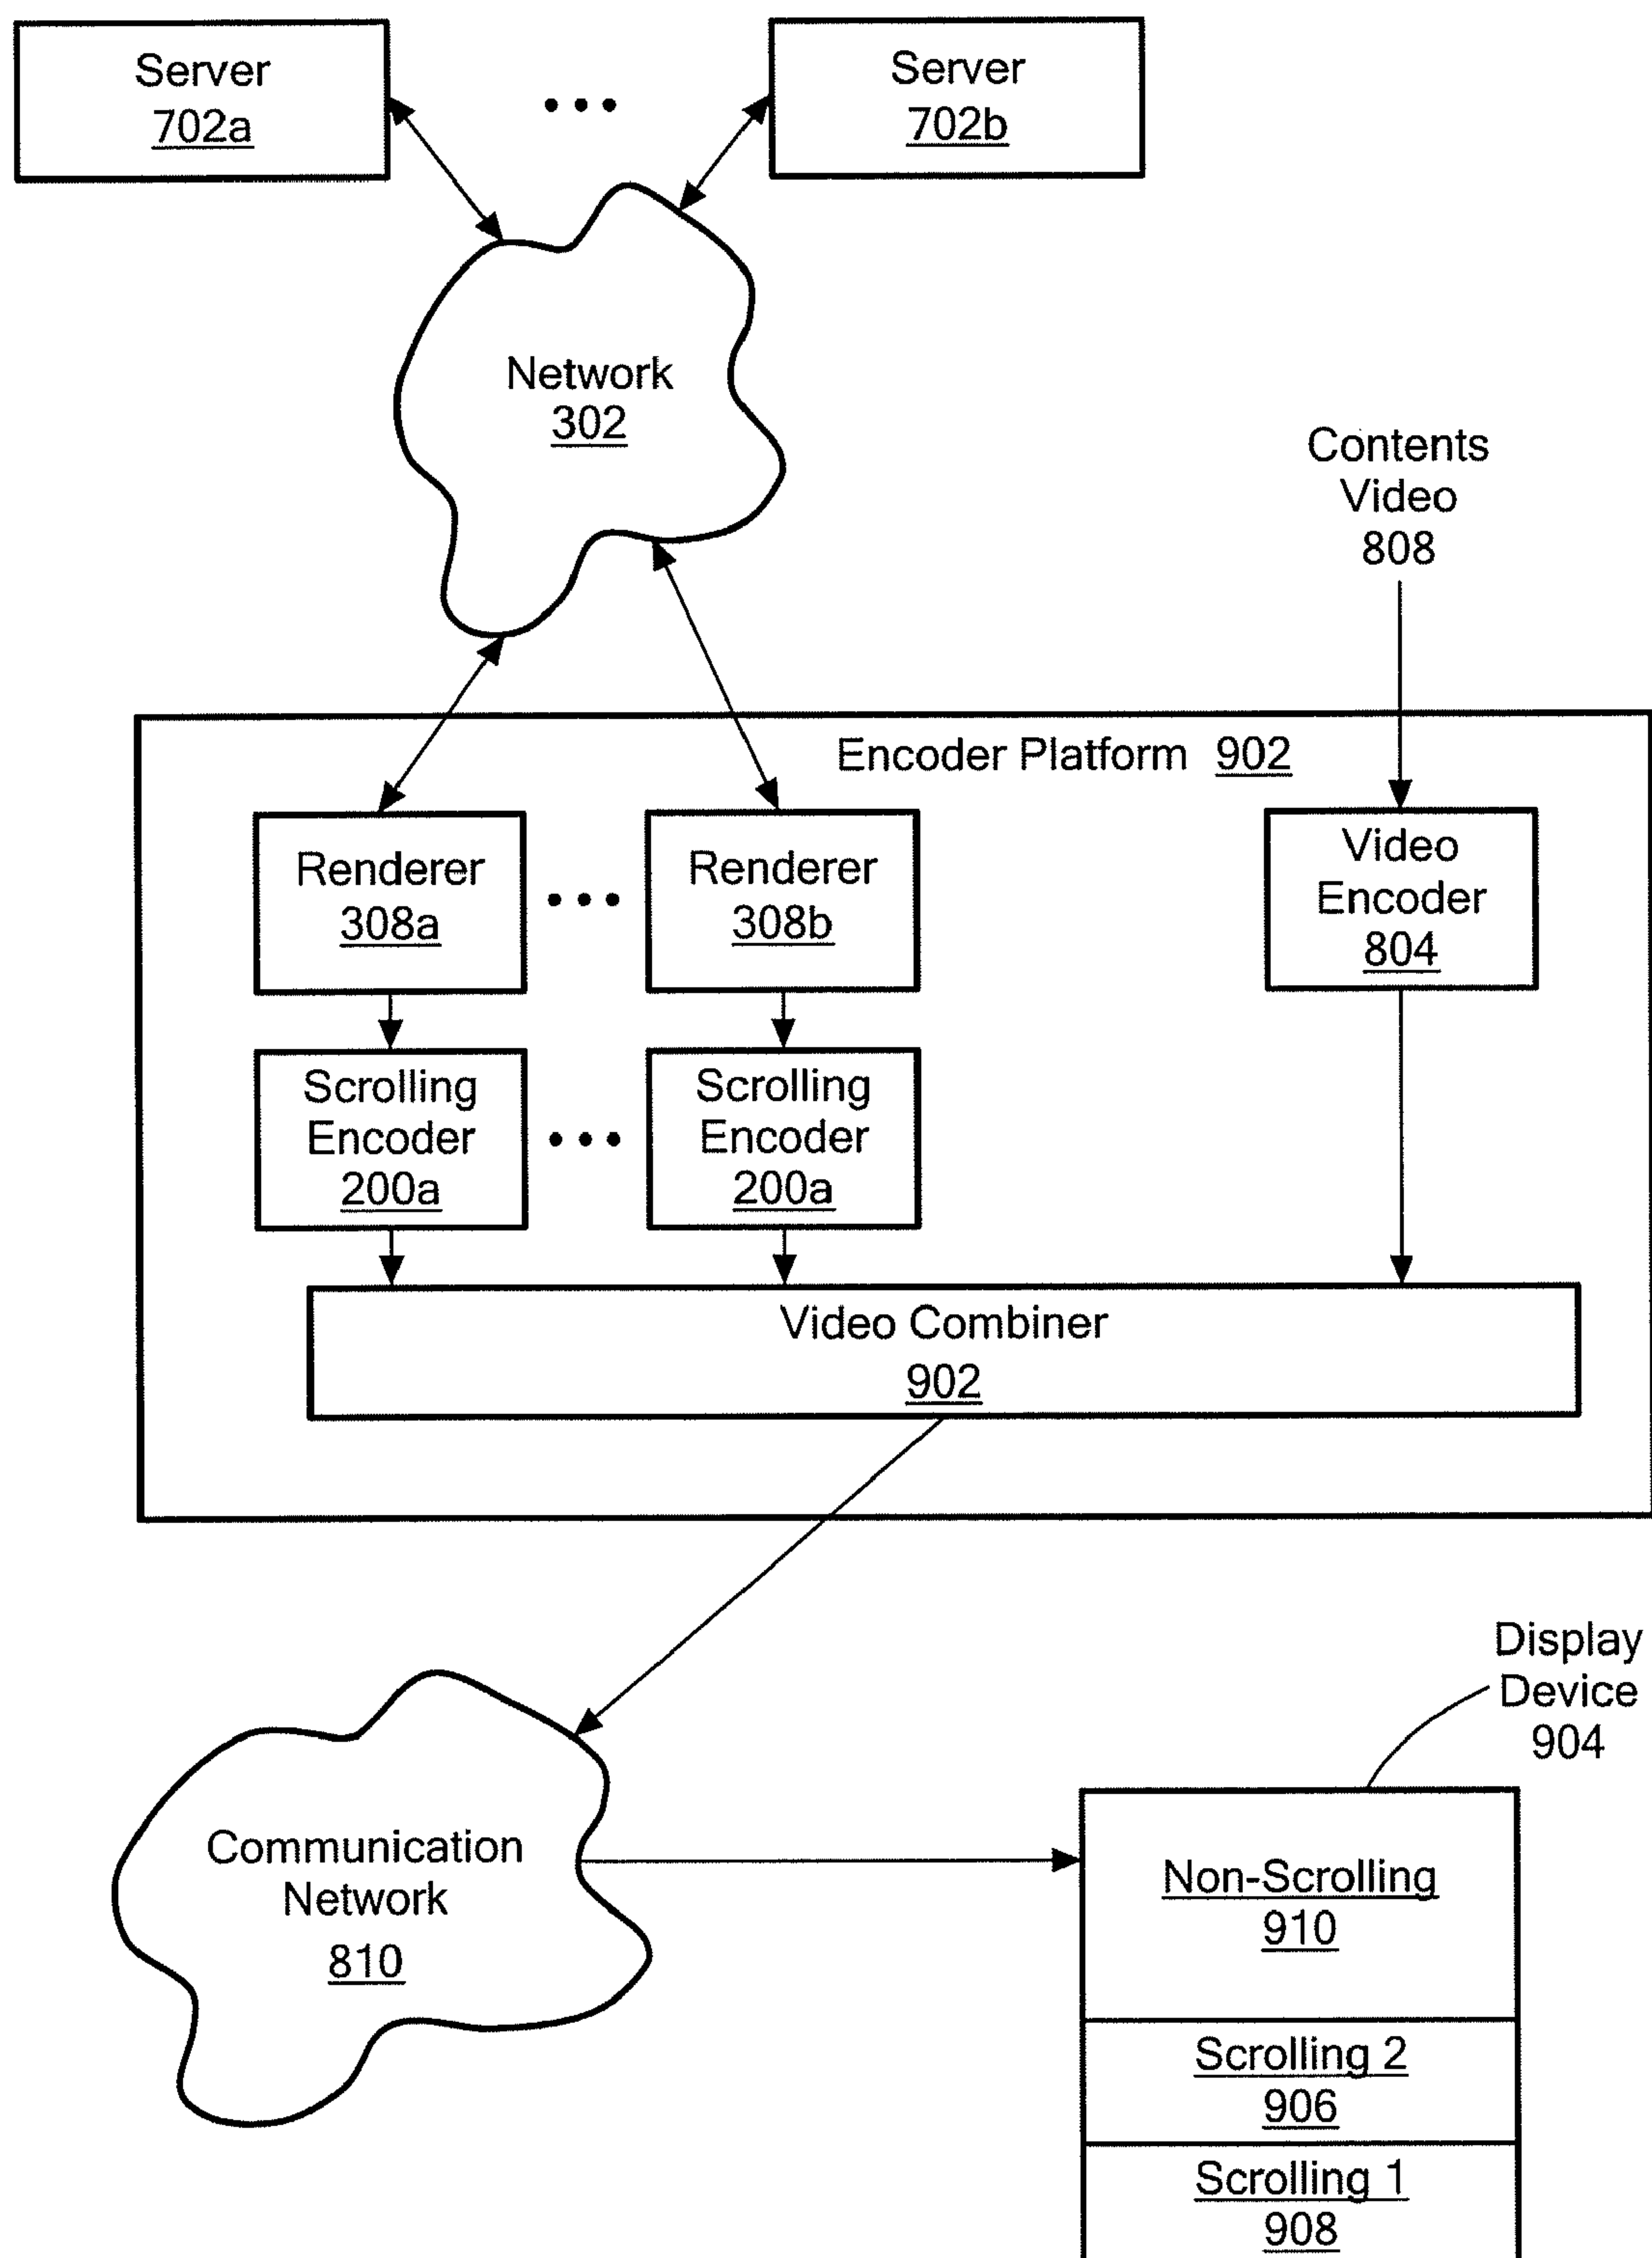 Server
702a
Server
702b
Network
302
Contents
Video
808
Encoder Platform 902
Renderer
308a
Renderer
308b
Video
Encoder
804
Scrolling
Encoder
200a
Scrolling
Encoder
200a
Video Combiner
902
Display
Device
904
Communication
Network
810
Non-Scrolling
910
Scrolling 2
906
Scrolling 1
908